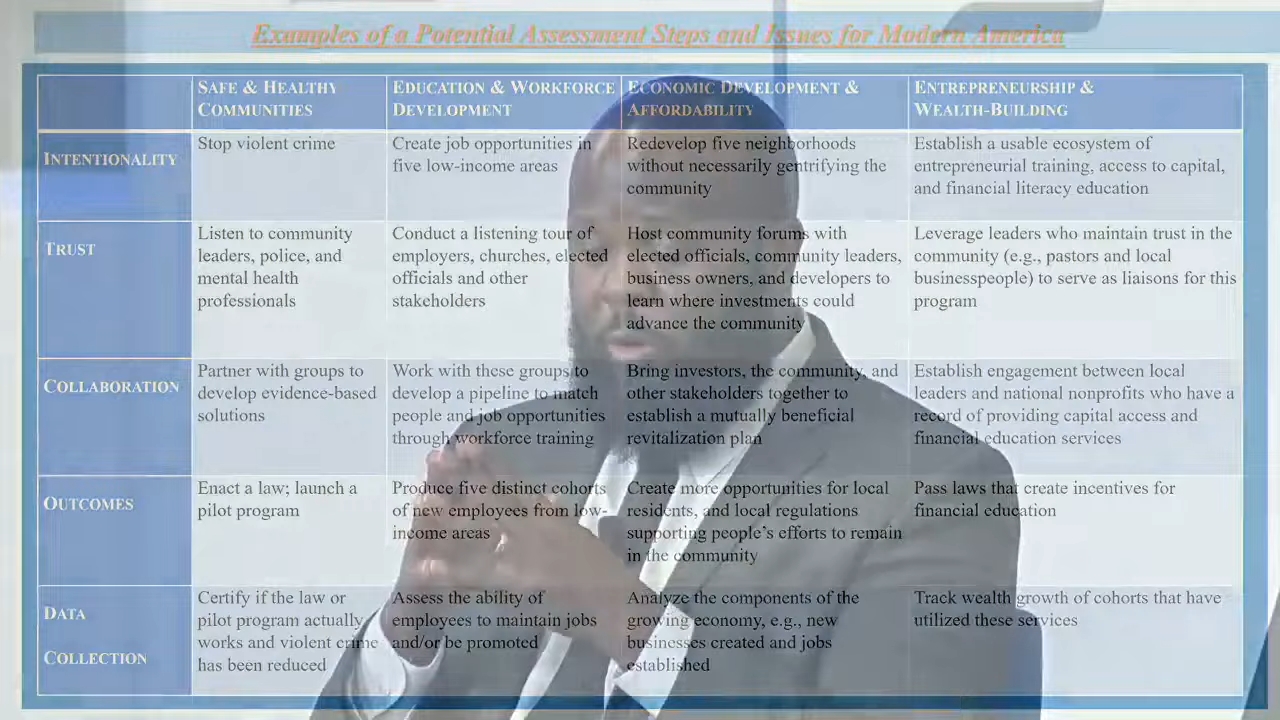 Examples of a Potential Assessment Steps and Issues for Modern America
SAFE & HEALTHY
COMMUNITIES
EDUCATION & WORKFORCE
DEVELOPMENT
ECONOMIC DEVELOPMENT &
AFFORDABILITY
ENTREPRENEURSHIP &
WEALTH-BUILDING
INTENTIONALITY
Stop violent crime
Create job opportunities in
five low-income areas
Redevelop five neighborhoods
without necessarily gentrifying the
community
Establish a usable ecosystem of
entrepreneurial training, access to capital,
and financial literacy education
TRUST
Listen to community
leaders, police, and
mental health
professionals
Conduct a listening tour of
employers, churches, elected
officials and other
stakeholders
Host community forums with
elected officials, community leaders,
business owners, and developers to
learn where investments could
advance the community
Leverage leaders who maintain trust in the
community (e.g., pastors and local
businesspeople) to serve as liaisons for this
program
COLLABORATION
Partner with groups to
develop evidence-based
solutions
Work with these groups to
develop a pipeline to match
people and job opportunities
through workforce training
Bring investors, the community, and
other stakeholders together to
establish a mutually beneficial
revitalization plan
Establish engagement between local
leaders and national nonprofits who have a
record of providing capital access and
financial education services
OUTCOMES
Enact a law; launch a
pilot program
Produce five distinct cohorts
of new employees from low-
income areas
Create more opportunities for local
residents, and local regulations
supporting people's efforts to remain
in the community
Pass laws that create incentives for
financial education
DATA
COLLECTION
Certify if the law or
pilot program actually
works and violent crime
has been reduced
Assess the ability of
employees to maintain jobs
and/or be promoted
Analyze the components of the
growing economy, e.g., new
businesses created and jobs
established
Track wealth growth of cohorts that have
utilized these services